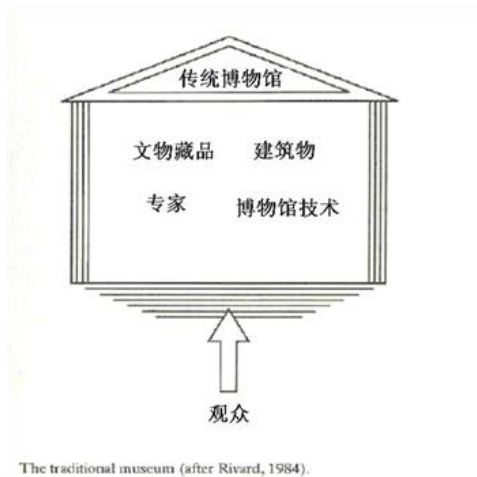 传统博物馆
文物藏品 建筑物
专家 博物馆技术
观众
The traditional museum (after Rivard, 1984).